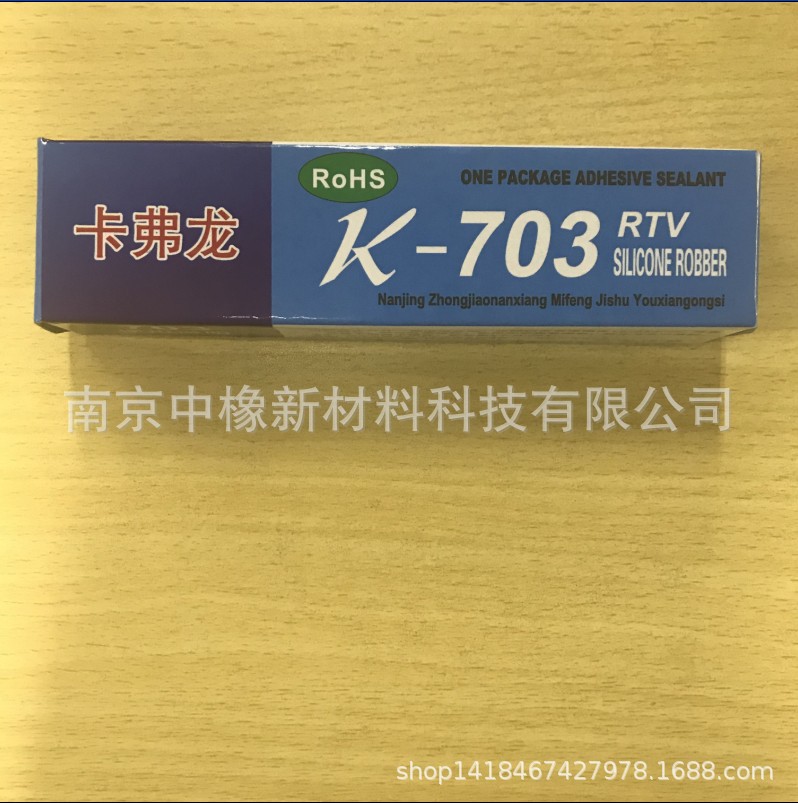 RoHS
ONE PACKAGE ADHESIVE SEALANT
卡弗龙
K-703
RTV
SILICONE ROBBER
Nanjing Zhongjiaonanxiang Mifeng Jishu Youxiangongsi
南京中橡新材料科技有限公司
shop1418467427978.1688.com